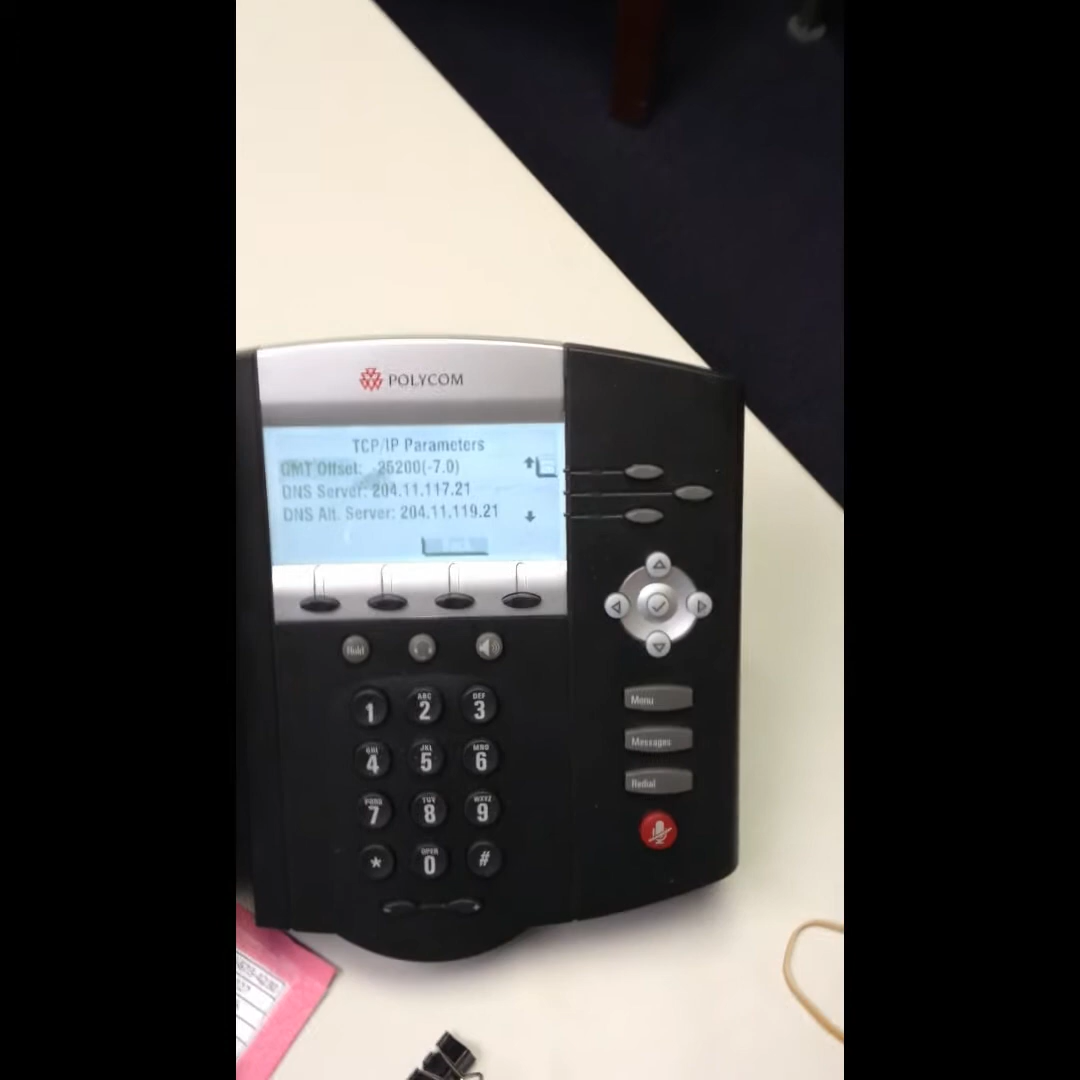 POLYCOM
TCP/IP Parameters
GMT Offset: -25200(-7.0)
DNS Server: 204.11.117.21
DNS Alt. Server: 204.11.119.21
Hold
1
ABC
2
DEF
3
GHI
4
JKL
5
MNO
6
PQRS
7
TUV
8
WXYZ
9
*
OPER
0
#
Menu
Messages
Redial